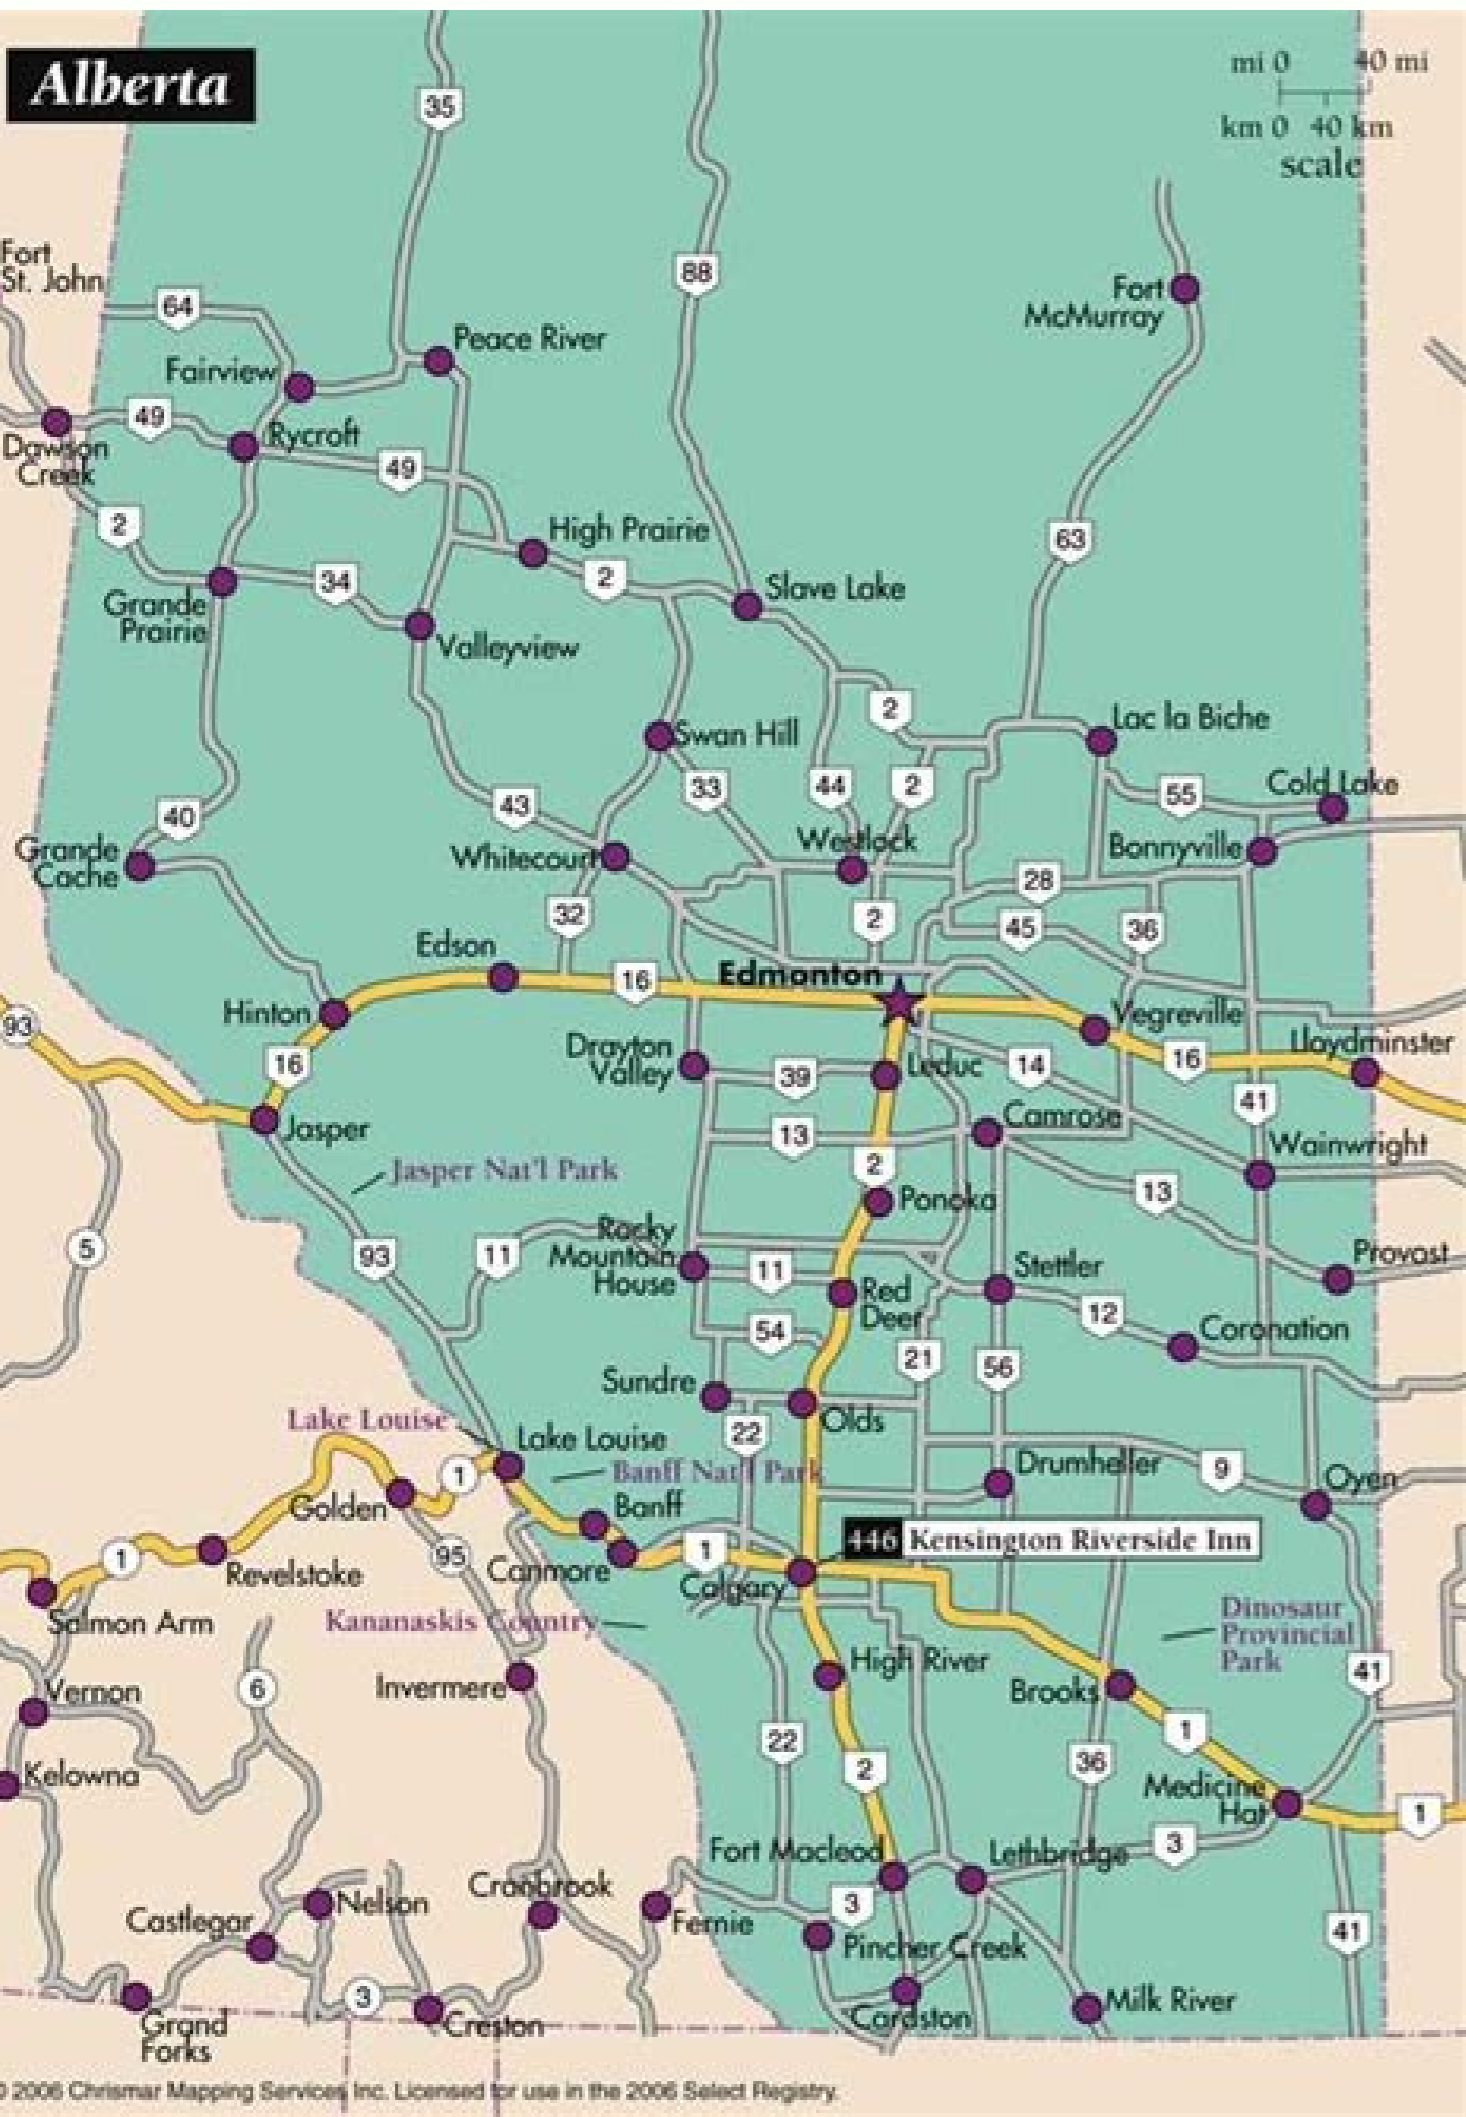 Alberta
mi 0 40 mi
km 0 40 km
scale
35
88
Fort
St. John
64
Fort
McMurray
Peace River
Fairview
49
Rycroft
Dawson
Creek
49
2
High Prairie
63
2
34
Slave Lake
Grande
Prairie
Valleyview
2
Lac la Biche
Swan Hill
33
44
2
55
Cold Lake
43
40
Westlock
Grande
Cache
Whitecourt
Bonnyville
28
32
2
45
36
Edson
16
Edmonton
Hinton
93
Vegreville
Lloydminster
Drayton
Valley
16
39
Leduc
14
16
41
Jasper
13
Camrose
Wainwright
Jasper Nat'l Park
2
13
Ponoka
5
93
11
Rocky
Mountain
House
11
Stettler
Provost
Red
Deer
12
54
Coronation
21
56
Sundre
Lake Louise
22
Olds
Lake Louise
Banff Nat'l Park
Drumheller
9
Oyen
1
Golden
Banff
446 Kensington Riverside Inn
1
95
Revelstoke
Canmore
1
Calgary
Salmon Arm
Kananaskis Country
Dinosaur
Provincial
Park
High River
41
Vernon
6
Invermere
Brooks
1
22
2
36
Kelowna
Medicine
Hat
1
3
Fort Macleod
Lethbridge
Cranbrook
Nelson
3
Castlegar
Fernie
41
Pincher Creek
3
Cardston
Milk River
Grand
Forks
Creston
© 2006 Chrismar Mapping Services Inc. Licensed for use in the 2006 Select Registry.